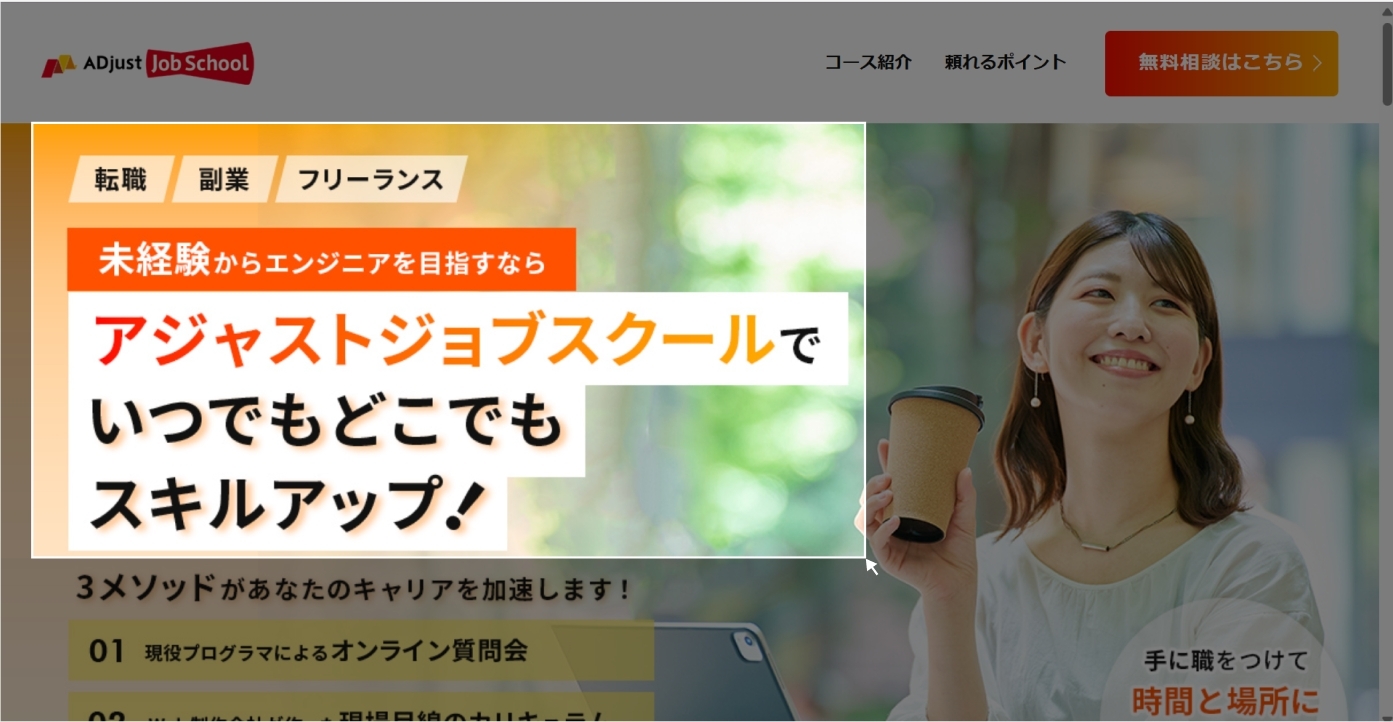 ADjust Job School
コース紹介
頼れるポイント
無料相談はこちら
転職
副業
フリーランス
未経験からエンジニアを目指すなら
アジャストジョブスクールで
いつでもどこでも
スキルアップ!
3メソッドがあなたのキャリアを加速します!
01 現役プログラマによるオンライン質問会
手に職をつけて
時間と場所に